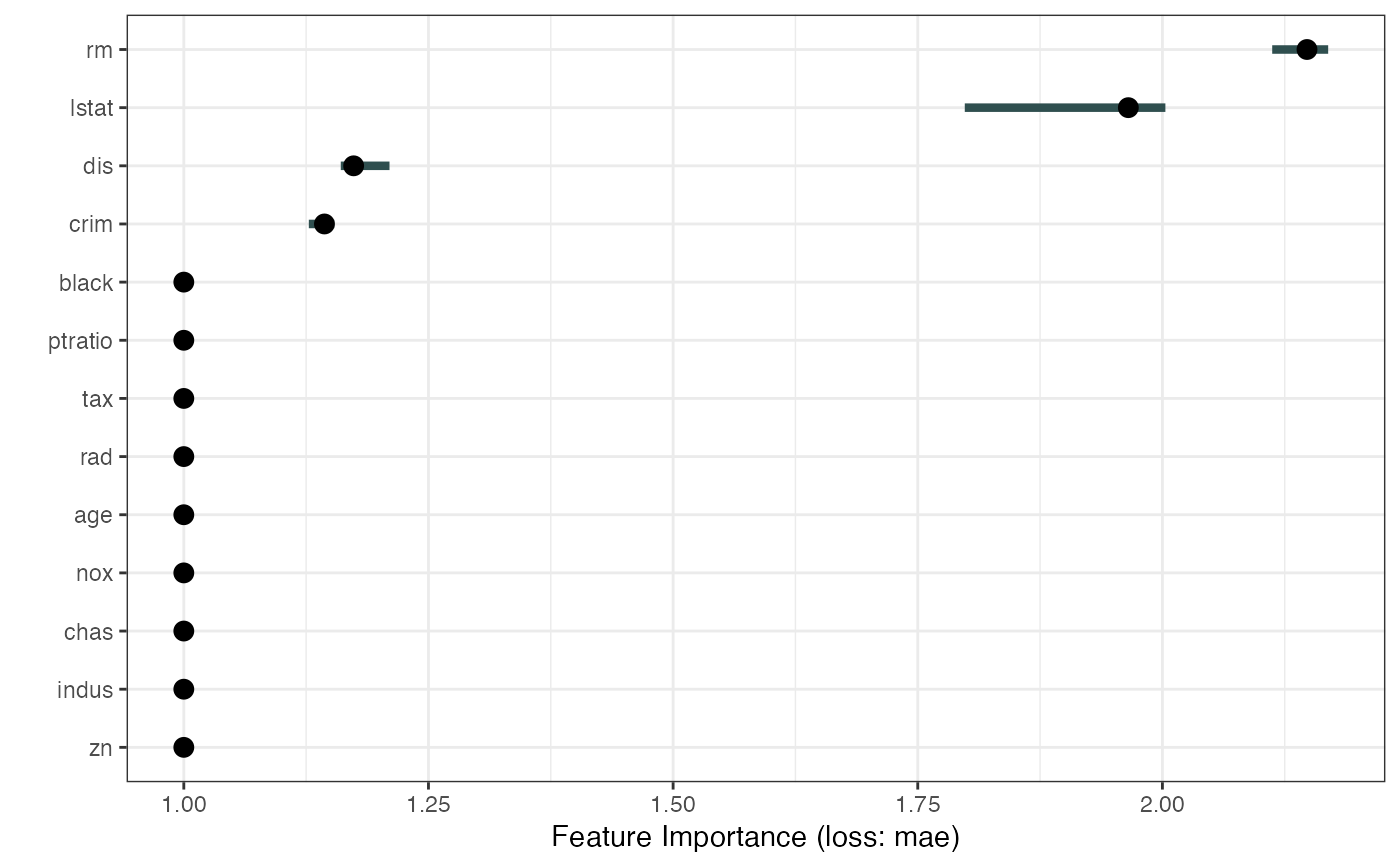 rm
lstat
dis
crim
black
ptratio
tax
rad
age
nox
chas
indus
zn
1.00 1.25 1.50 1.75 2.00
Feature Importance (loss: mae)